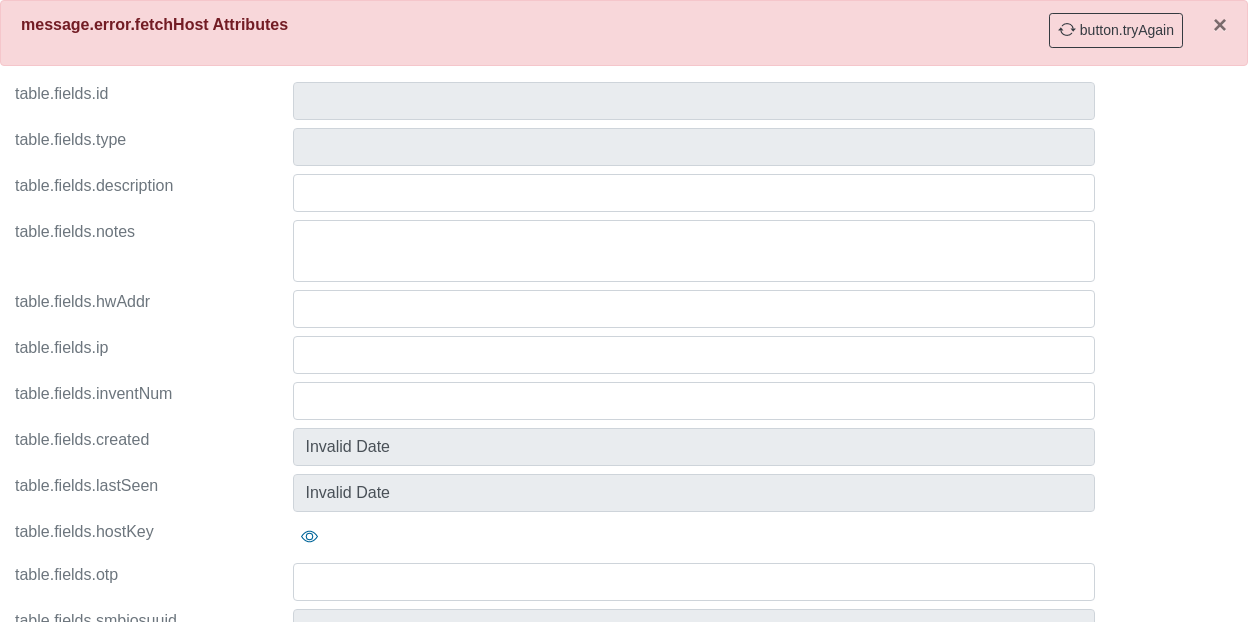 message.error.fetchHost Attributes
button.tryAgain
×
table.fields.id
table.fields.type
table.fields.description
table.fields.notes
table.fields.hwAddr
table.fields.ip
table.fields.inventNum
table.fields.created
Invalid Date
table.fields.lastSeen
Invalid Date
table.fields.hostKey
table.fields.otp
table.fields.smbiosuuid